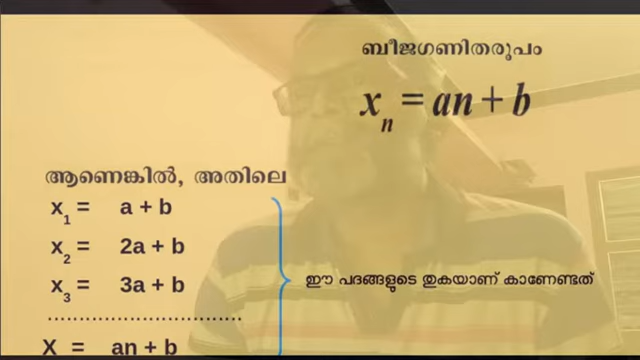 ബീജഗണിതരൂപം
xₙ = an + b
ആണെങ്കിൽ, അതിലെ
x₁ = a + b
x₂ = 2a + b
x₃ = 3a + b
ഈ പദങ്ങളുടെ തുകയാണ് കാണേണ്ടത്
...............................
X = an + b